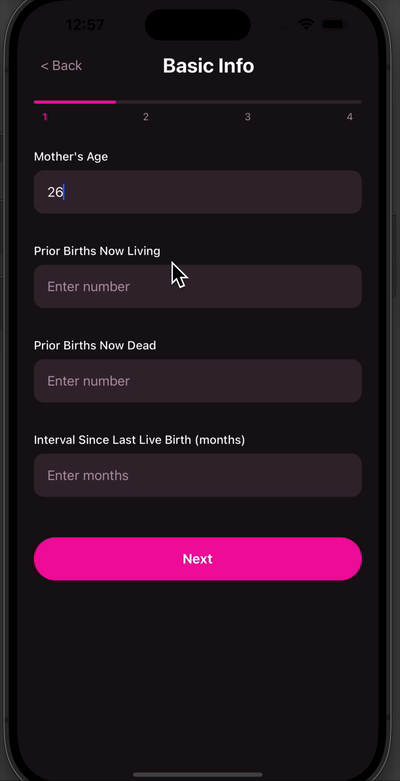 12:57
< Back
Basic Info
1 2 3 4
Mother's Age
26
Prior Births Now Living
Enter number
Prior Births Now Dead
Enter number
Interval Since Last Live Birth (months)
Enter months
Next